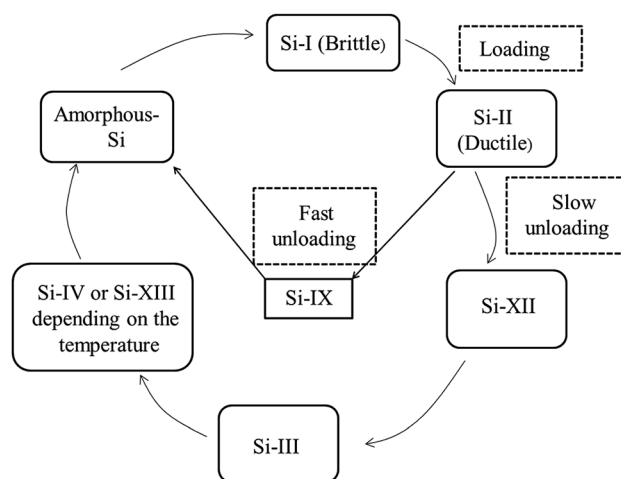 Si-I (Brittle)
Loading
Si-II
(Ductile)
Amorphous-
Si
Slow
unloading
Fast
unloading
Si-IX
Si-XII
Si-IV or Si-XIII
depending on the
temperature
Si-III